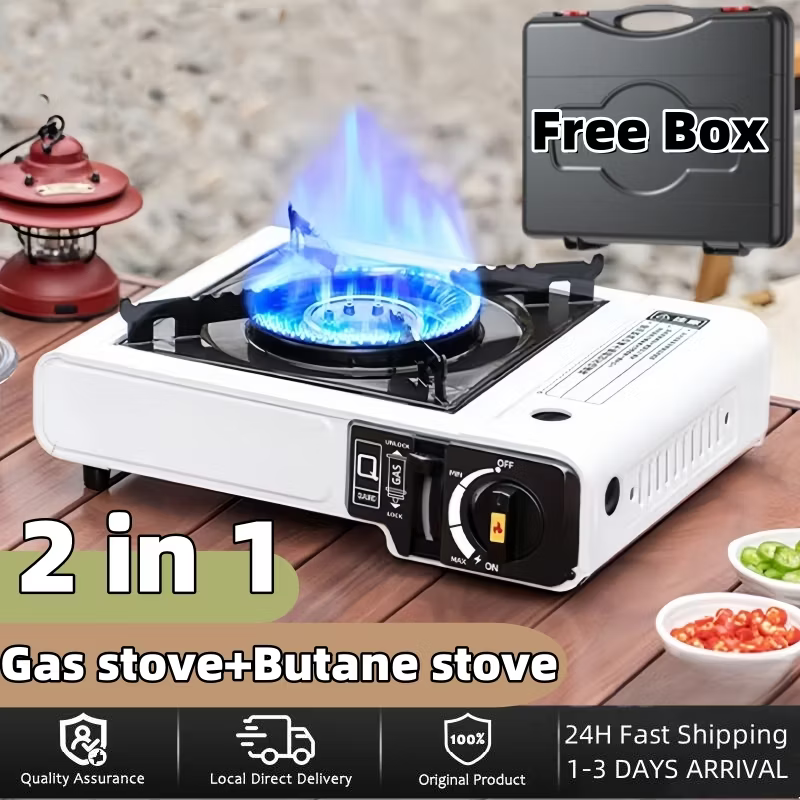 Free Box
UNLOCK
GAS
LOCK
OFF
MIN
MAX
ON
2 in 1
Gas stove+Butane stove
Quality Assurance
Local Direct Delivery
100%
Original Product
24H Fast Shipping
1-3 DAYS ARRIVAL